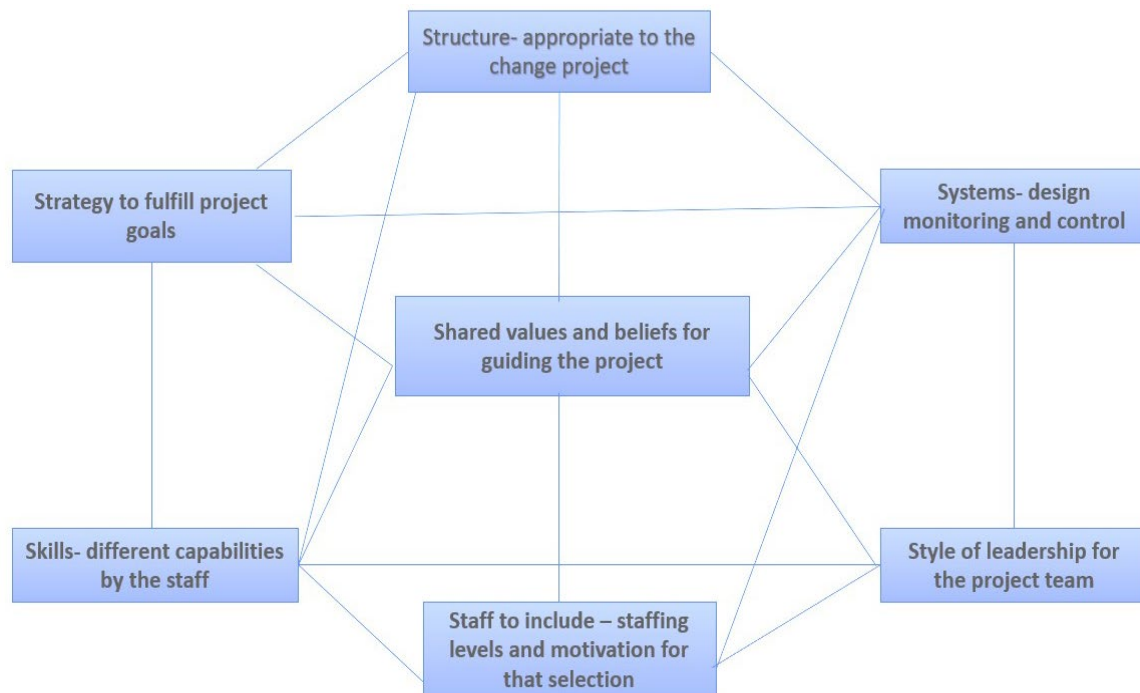 Structure- appropriate to the
change project
Strategy to fulfill project
goals
Systems- design
monitoring and control
Shared values and beliefs for
guiding the project
Skills- different capabilities
by the staff
Style of leadership for
the project team
Staff to include – staffing
levels and motivation for
that selection